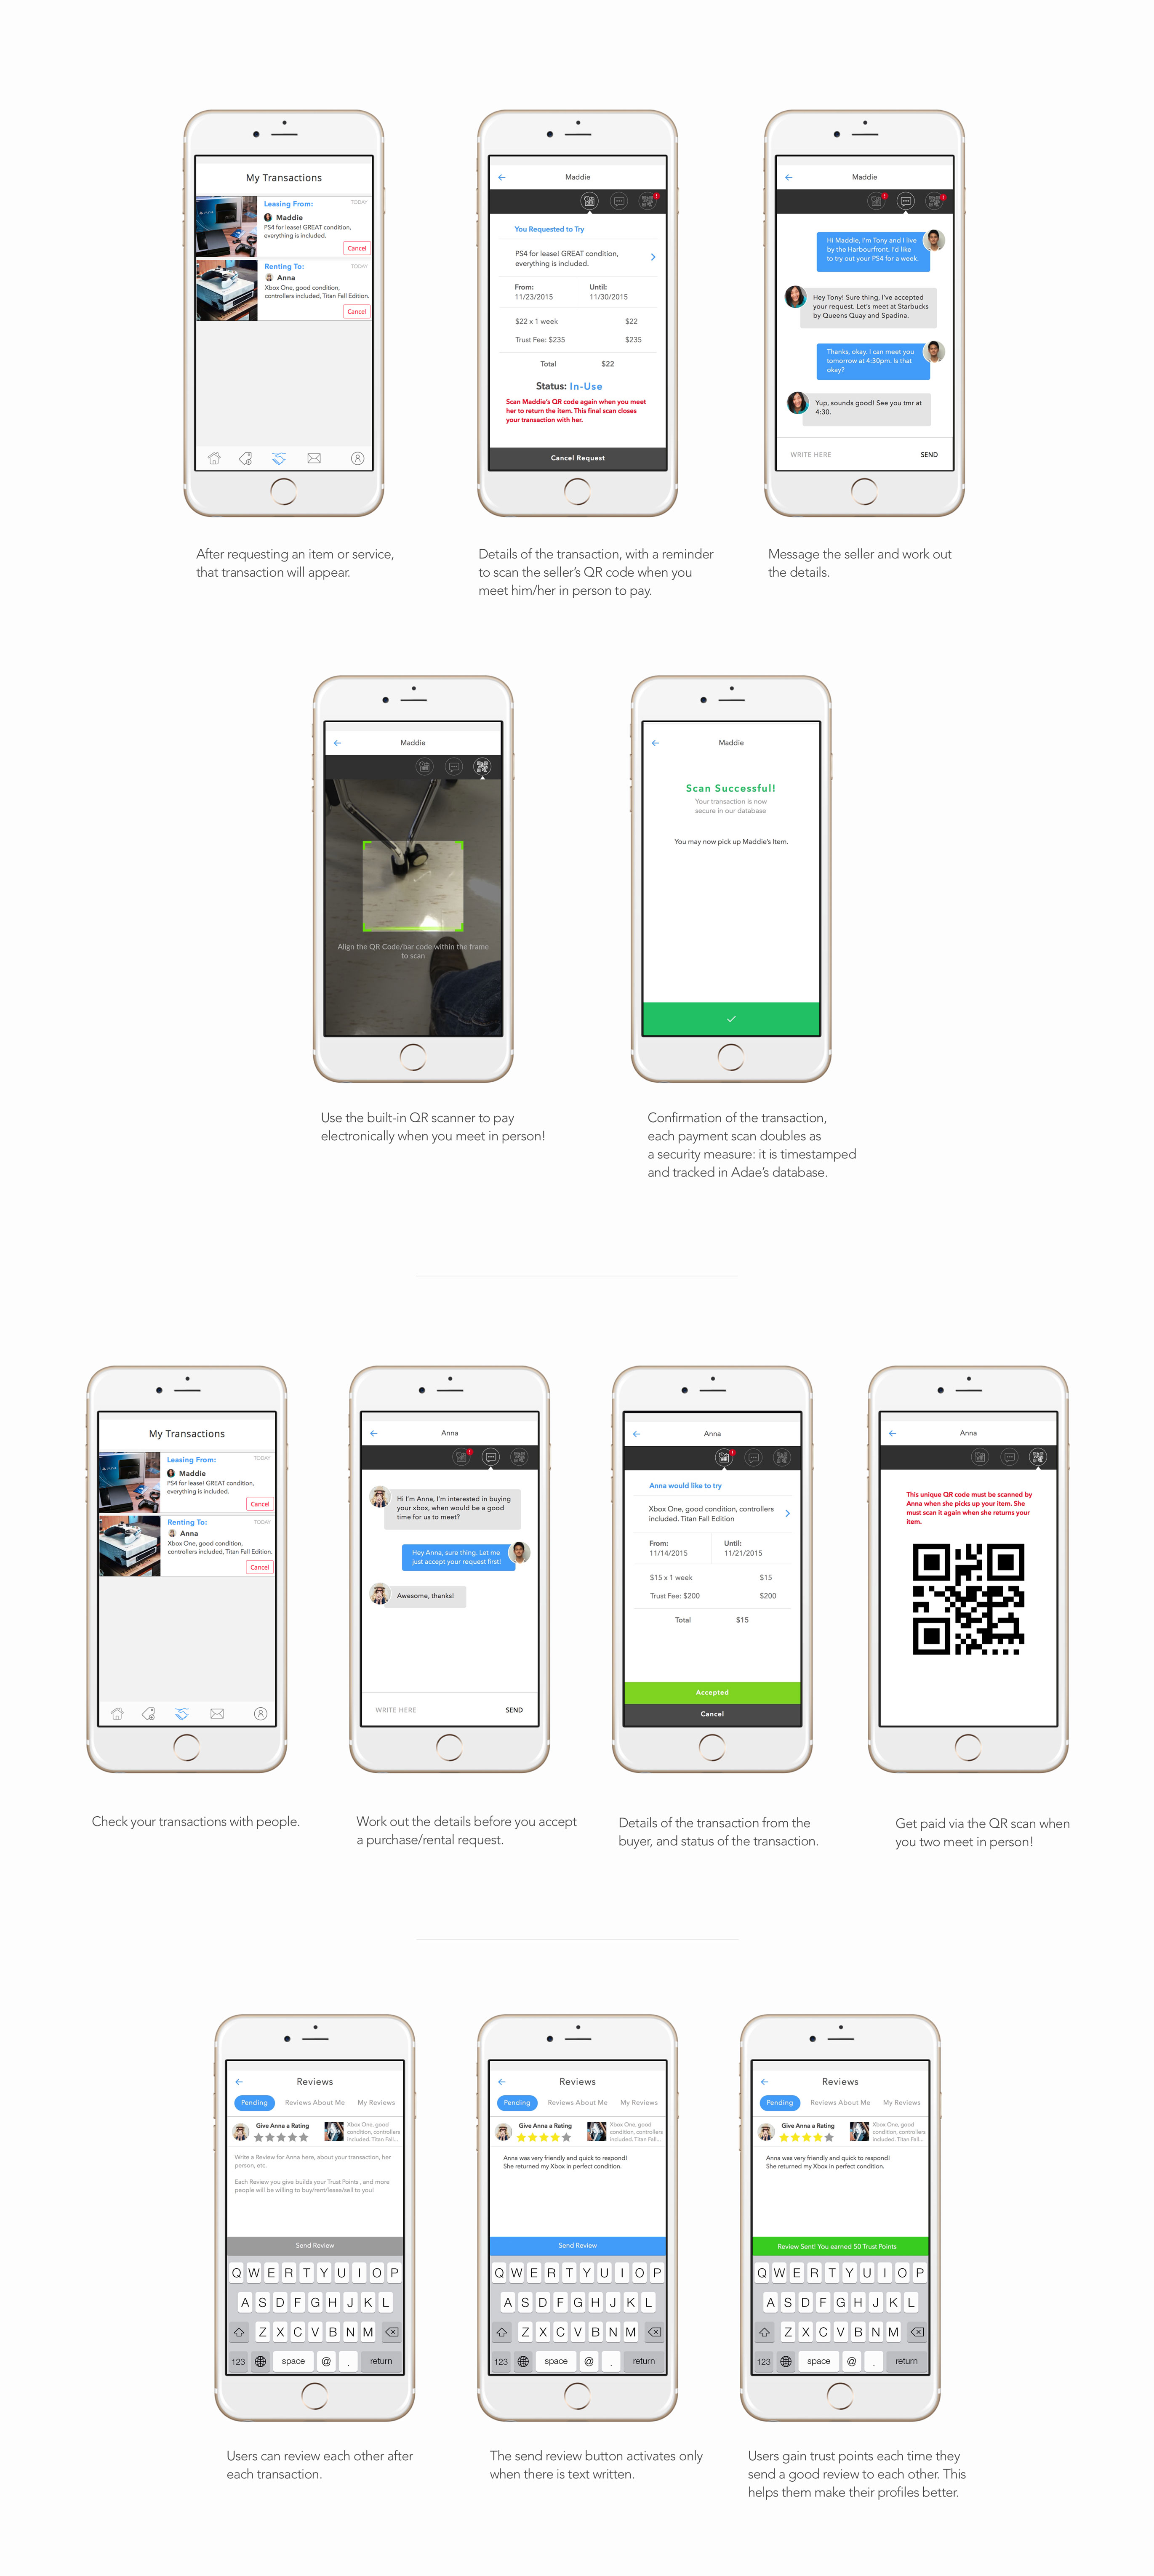 My Transactions
Leasing From:
TODAY
Maddie
PS4 for lease! GREAT condition,
everything is included.
Cancel
Renting To:
TODAY
Anna
Xbox One, good condition,
controllers included, Titan Fall Edition.
Cancel
After requesting an item or service,
that transaction will appear.
Maddie
You Requested to Try
PS4 for lease! GREAT condition,
everything is included.
From:
11/23/2015
Until:
11/30/2015
$22 x 1 week
$22
Trust Fee: $235
$235
Total
$22
Status: In-Use
Scan Maddie's QR code again when you meet
her to return the item. This final scan closes
your transaction with her.
Cancel Request
Details of the transaction, with a reminder
to scan the seller's QR code when you
meet him/her in person to pay.
Maddie
Hi Maddie, I'm Tony and I live
by the Harbourfront. I'd like
to try out your PS4 for a week.
Hey Tony! Sure thing, I've accepted
your request. Let's meet at Starbucks
by Queens Quay and Spadina.
Thanks, okay. I can meet you
tomorrow at 4:30pm. Is that
okay?
Yup, sounds good! See you tmr at
4:30.
WRITE HERE
SEND
Message the seller and work out
the details.
Maddie
Align the QR Code/bar code within the frame
to scan
Use the built-in QR scanner to pay
electronically when you meet in person!
Maddie
Scan Successful!
Your transaction is now
secure in our database
You may now pick up Maddie's Item.
Confirmation of the transaction,
each payment scan doubles as
a security measure: it is timestamped
and tracked in Adae's database.
My Transactions
Leasing From:
TODAY
Maddie
PS4 for lease! GREAT condition,
everything is included.
Cancel
Renting To:
TODAY
Anna
Xbox One, good condition,
controllers included, Titan Fall Edition.
Cancel
Check your transactions with people.
Anna
Hi I'm Anna, I'm interested in buying
your xbox, when would be a good
time for us to meet?
Hey Anna, sure thing. Let me
just accept your request first!
Awesome, thanks!
WRITE HERE
SEND
Work out the details before you accept
a purchase/rental request.
Anna
Anna would like to try
Xbox One, good condition, controllers
included. Titan Fall Edition
From:
11/14/2015
Until:
11/21/2015
$15 x 1 week
$15
Trust Fee: $200
$200
Total
$15
Accepted
Cancel
Details of the transaction from the
buyer, and status of the transaction.
Anna
This unique QR code must be scanned by
Anna when she picks up your item. She
must scan it again when she returns your
item.
Get paid via the QR scan when
you two meet in person!
Reviews
Pending
Reviews About Me
My Reviews
Give Anna a Rating
Xbox One, good
condition, controllers
included. Titan Fall...
Write a Review for Anna here, about your transaction, her
person, etc.
Each Review you give builds your Trust Points , and more
people will be willing to buy/rent/lease/sell to you!
Send Review
Q W E R T Y U I O P
A S D F G H J K L
Z X C V B N M
123 space @ . return
Users can review each other after
each transaction.
Reviews
Pending
Reviews About Me
My Reviews
Give Anna a Rating
Xbox One, good
condition, controllers
included. Titan Fall...
Anna was very friendly and quick to respond!
She returned my Xbox in perfect condition.
Send Review
Q W E R T Y U I O P
A S D F G H J K L
Z X C V B N M
123 space @ . return
The send review button activates only
when there is text written.
Reviews
Pending
Reviews About Me
My Reviews
Give Anna a Rating
Xbox One, good
condition, controllers
included. Titan Fall...
Anna was very friendly and quick to respond!
She returned my Xbox in perfect condition.
Review Sent! You earned 50 Trust Points
Q W E R T Y U I O P
A S D F G H J K L
Z X C V B N M
123 space @ . return
Users gain trust points each time they
send a good review to each other. This
helps them make their profiles better.